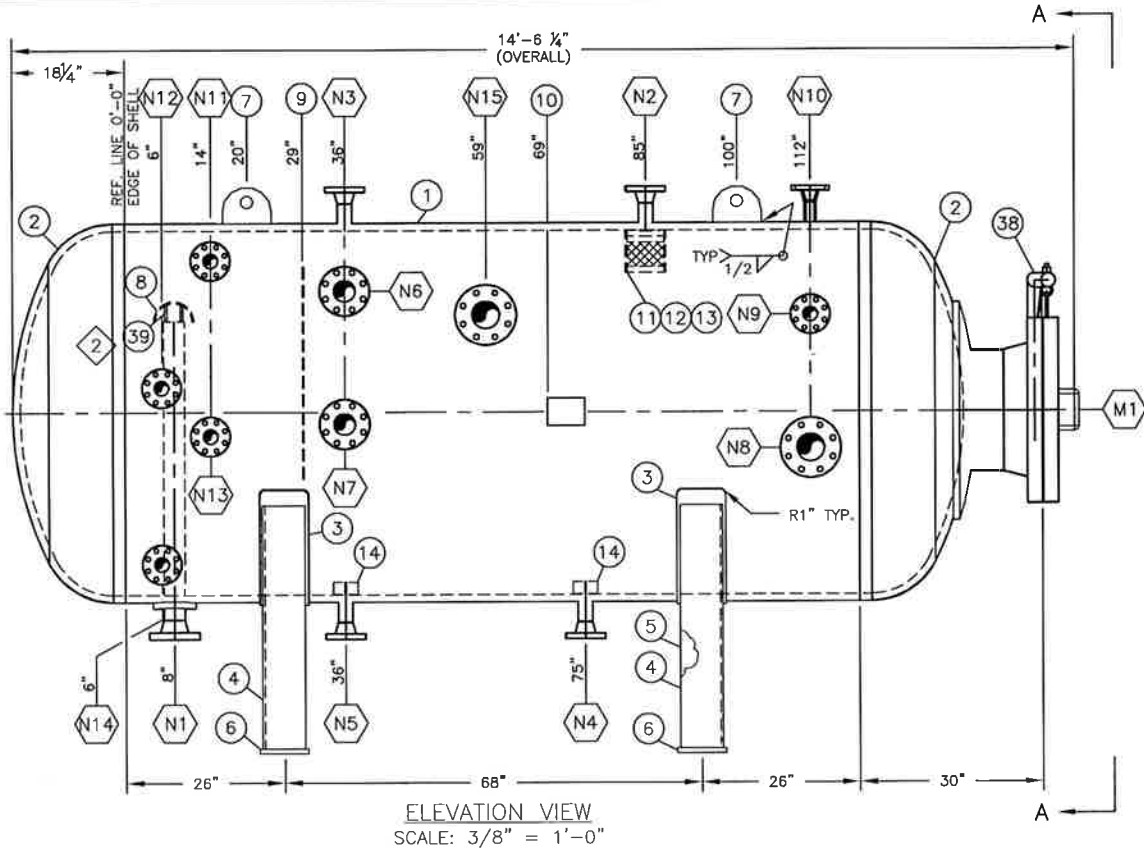 A
14'-6 1/4"
(OVERALL)
18 1/4"
REF. LINE 0'-0"
EDGE OF SHELL
N12
N11
7
9
N3
N15
10
N2
7
N10
6"
14"
20"
29"
36"
59"
69"
85"
100"
112"
2
1
2
38
8
39
2
N6
TYP
1/2
11
12
13
N9
M1
N13
N7
N8
3
3
R1" TYP.
14
14
5
4
4
6"
8"
36"
75"
N14
N1
6
N5
N4
6
26"
68"
26"
30"
A
ELEVATION VIEW
SCALE: 3/8" = 1'-0"